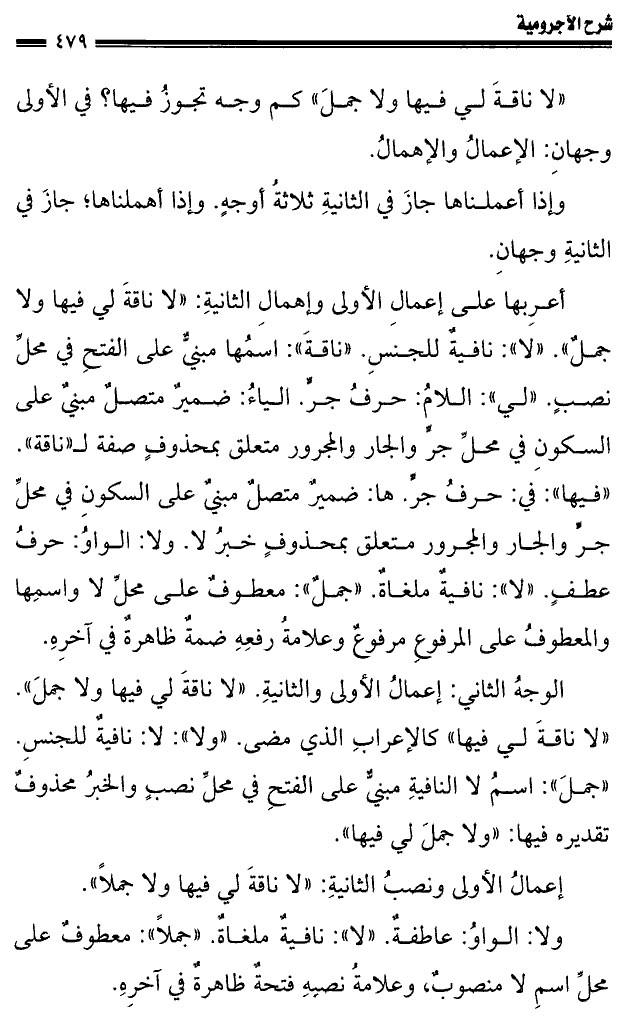 شرح الآجرومية
٤٧٩
«لا ناقةَ لي فيها ولا جملَ» كم وجه تجوزُ فيها؟ في الأولى
وجهانِ: الإعمالُ والإهمالُ.
وإذا أعملناها جازَ في الثانيةِ ثلاثةُ أوجهٍ. وإذا أهملناها؛ جازَ في
الثانيةِ وجهانِ.
أعربها على إعمالِ الأولى وإهمالِ الثانيةِ: «لا ناقةَ لي فيها ولا
جملٌ». «لا»: نافيةٌ للجنسِ. «ناقةَ»: اسمُها مبنيٌّ على الفتحِ في محلِّ
نصبٍ. «لي»: اللامُ: حرفُ جرٍّ. الياءُ: ضميرٌ متصلٌ مبنيٌ على
السكونِ في محلِّ جرٍّ والجار والمجرور متعلق بمحذوفٍ صفة لـ«ناقة».
«فيها»: في: حرفُ جرٍّ. ها: ضميرٌ متصلٌ مبنيٌ على السكونِ في محلِّ
جرٍّ والجار والمجرور متعلق بمحذوفٍ خبرُ لا. ولا: الواوُ: حرفُ
عطفٍ. «لا»: نافيةٌ ملغاةٌ. «جملٌ»: معطوفٌ على محلِّ لا واسمِها
والمعطوفُ على المرفوعِ مرفوعٌ وعلامةُ رفعِهِ ضمةٌ ظاهرةٌ في آخرِهِ.
الوجهُ الثاني: إعمالُ الأولى والثانيةِ. «لا ناقةَ لي فيها ولا جملَ».
«لا ناقةَ لي فيها» كالإعرابِ الذي مضى. «ولا»: لا: نافيةٌ للجنسِ.
«جملَ»: اسمُ لا النافيةِ مبنيٌّ على الفتحِ في محلِّ نصبٍ والخبرُ محذوفٌ
تقديره فيها: «ولا جملَ لي فيها».
إعمالُ الأولى ونصبُ الثانيةِ: «لا ناقةَ لي فيها ولا جملاً».
ولا: الواوُ: عاطفةٌ. «لا»: نافيةٌ ملغاةٌ. «جملاً»: معطوفٌ على
محلِّ اسمِ لا منصوبٌ، وعلامةُ نصبِهِ فتحةٌ ظاهرةٌ في آخرِهِ.